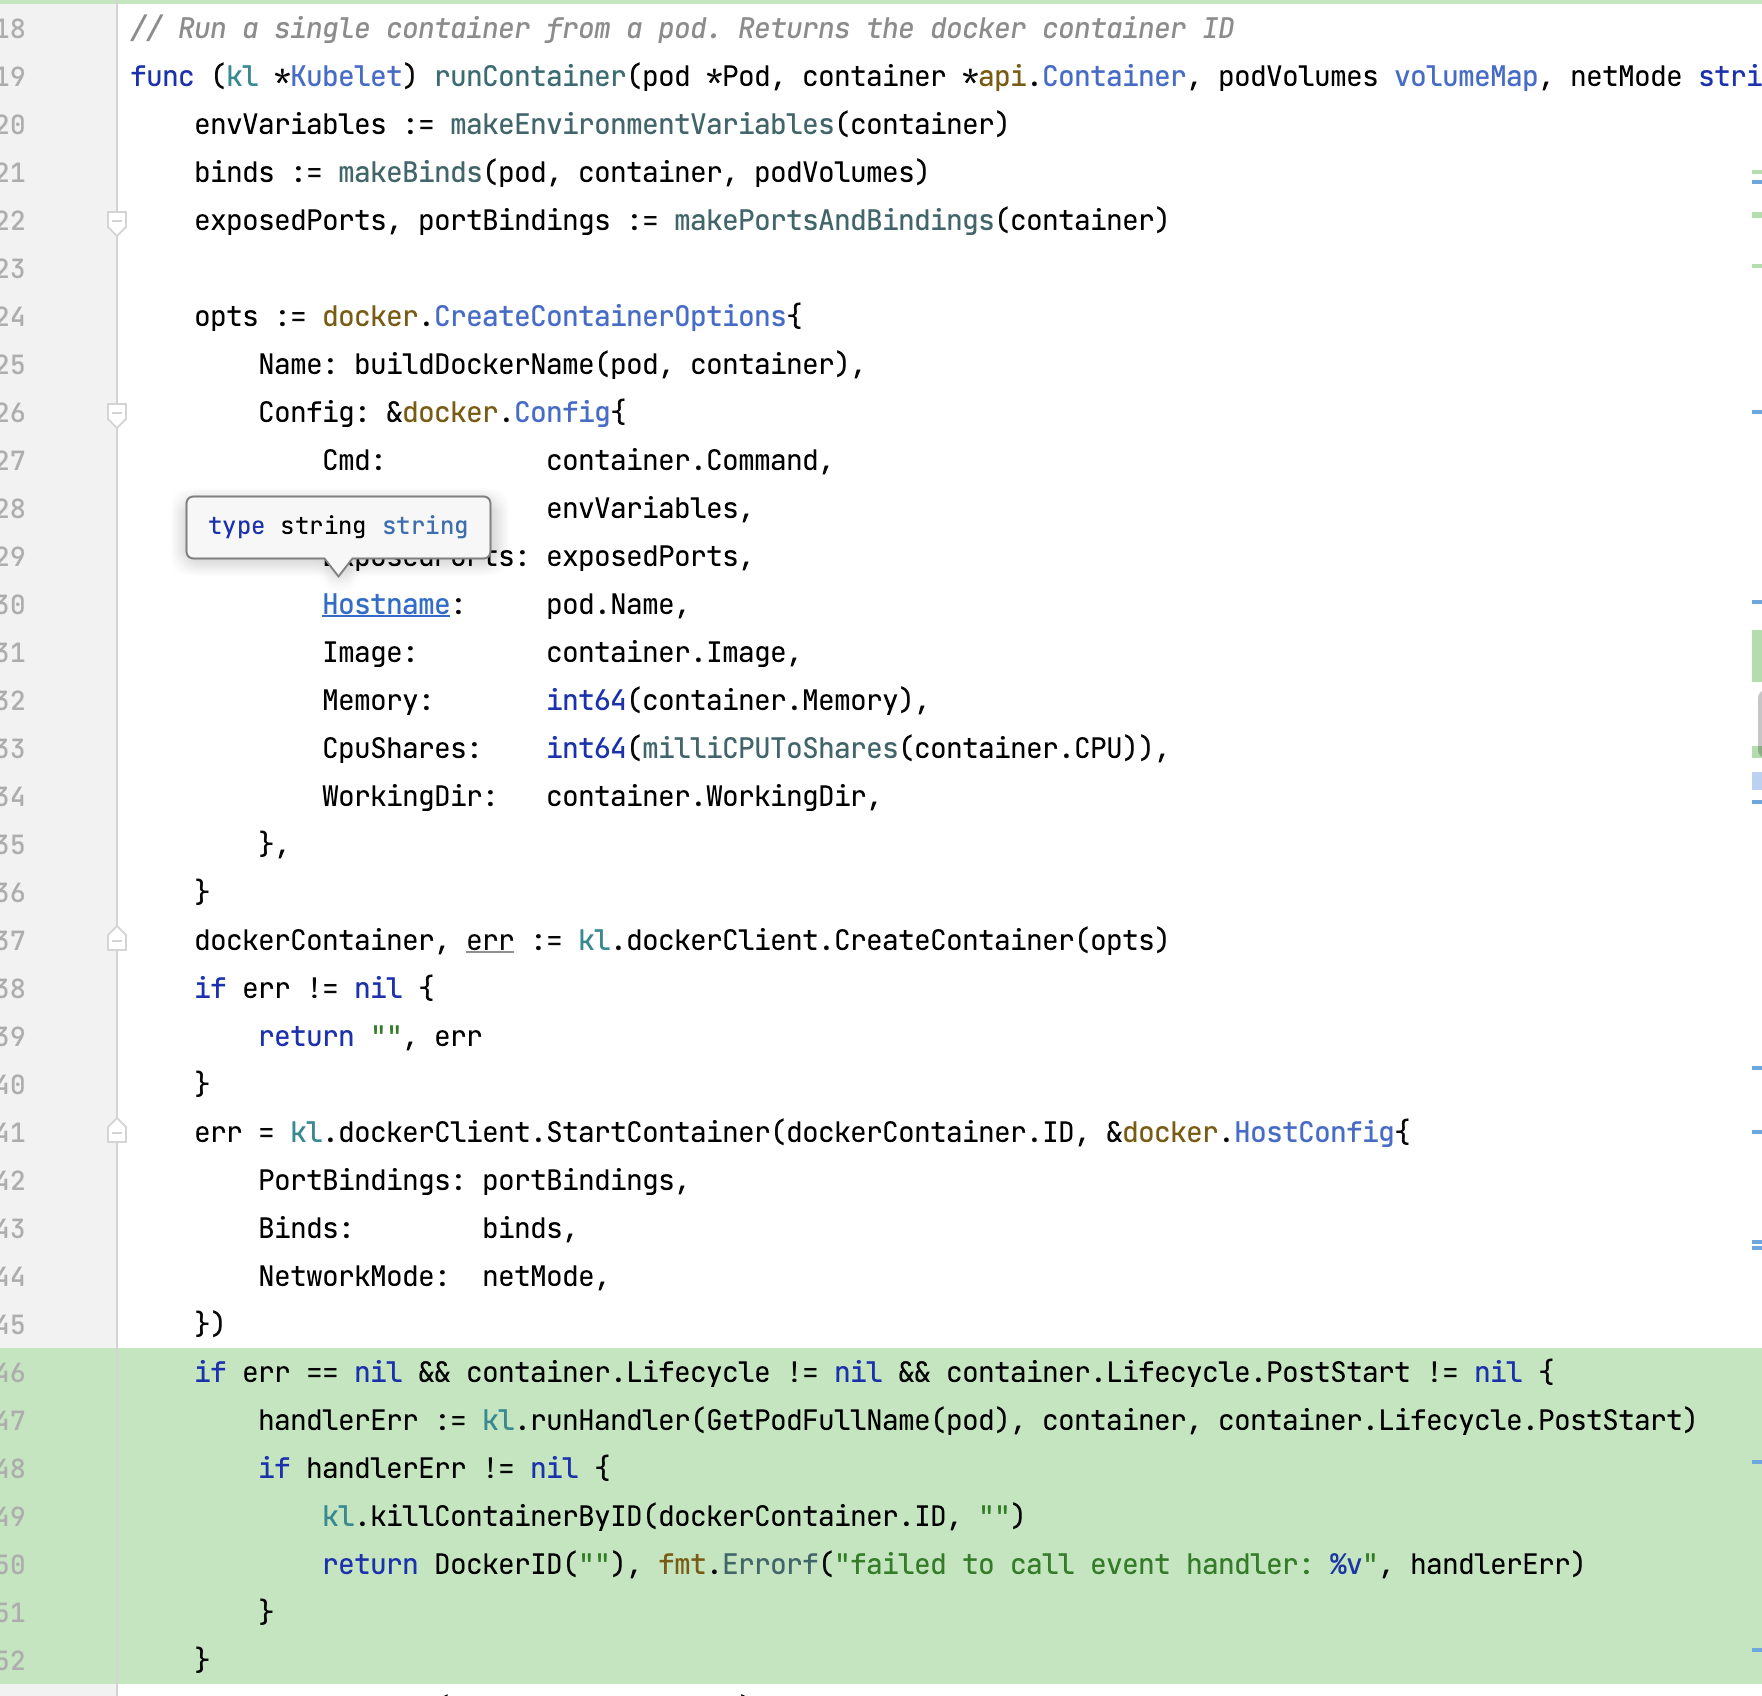 18 // Run a single container from a pod. Returns the docker container ID
19 func (kl *Kubelet) runContainer(pod *Pod, container *api.Container, podVolumes volumeMap, netMode stri
20 envVariables := makeEnvironmentVariables(container)
21 binds := makeBinds(pod, container, podVolumes)
22 exposedPorts, portBindings := makePortsAndBindings(container)
23
24 opts := docker.CreateContainerOptions{
25 Name: buildDockerName(pod, container),
26 Config: &docker.Config{
27 Cmd: container.Command,
28 envVariables,
type string string
29 ExposedPorts: exposedPorts,
30 Hostname: pod.Name,
31 Image: container.Image,
32 Memory: int64(container.Memory),
33 CpuShares: int64(milliCPUToShares(container.CPU)),
34 WorkingDir: container.WorkingDir,
35 },
36 }
37 dockerContainer, err := kl.dockerClient.CreateContainer(opts)
38 if err != nil {
39 return "", err
40 }
41 err = kl.dockerClient.StartContainer(dockerContainer.ID, &docker.HostConfig{
42 PortBindings: portBindings,
43 Binds: binds,
44 NetworkMode: netMode,
45 })
46 if err == nil && container.Lifecycle != nil && container.Lifecycle.PostStart != nil {
47 handlerErr := kl.runHandler(GetPodFullName(pod), container, container.Lifecycle.PostStart)
48 if handlerErr != nil {
49 kl.killContainerByID(dockerContainer.ID, "")
50 return DockerID(""), fmt.Errorf("failed to call event handler: %v", handlerErr)
51 }
52 }